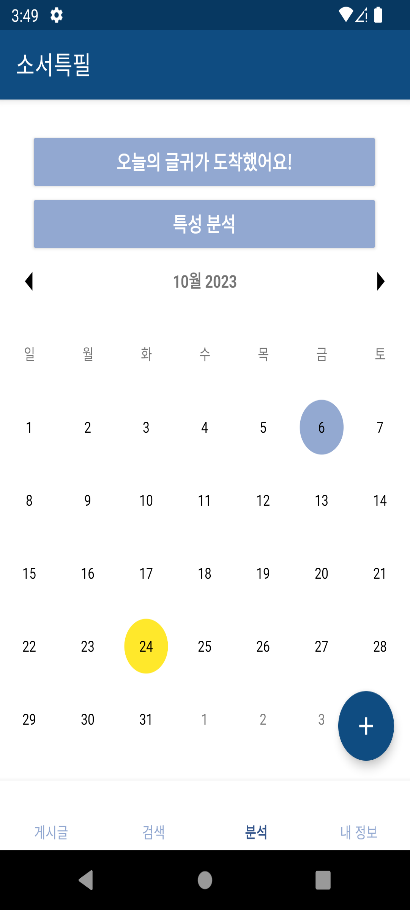 3:49
소서특필
오늘의 글귀가 도착했어요!
특성 분석
10월 2023
일 월 화 수 목 금 토
1 2 3 4 5 6 7
8 9 10 11 12 13 14
15 16 17 18 19 20 21
22 23 24 25 26 27 28
29 30 31 1 2 3
+
게시글 검색 분석 내 정보